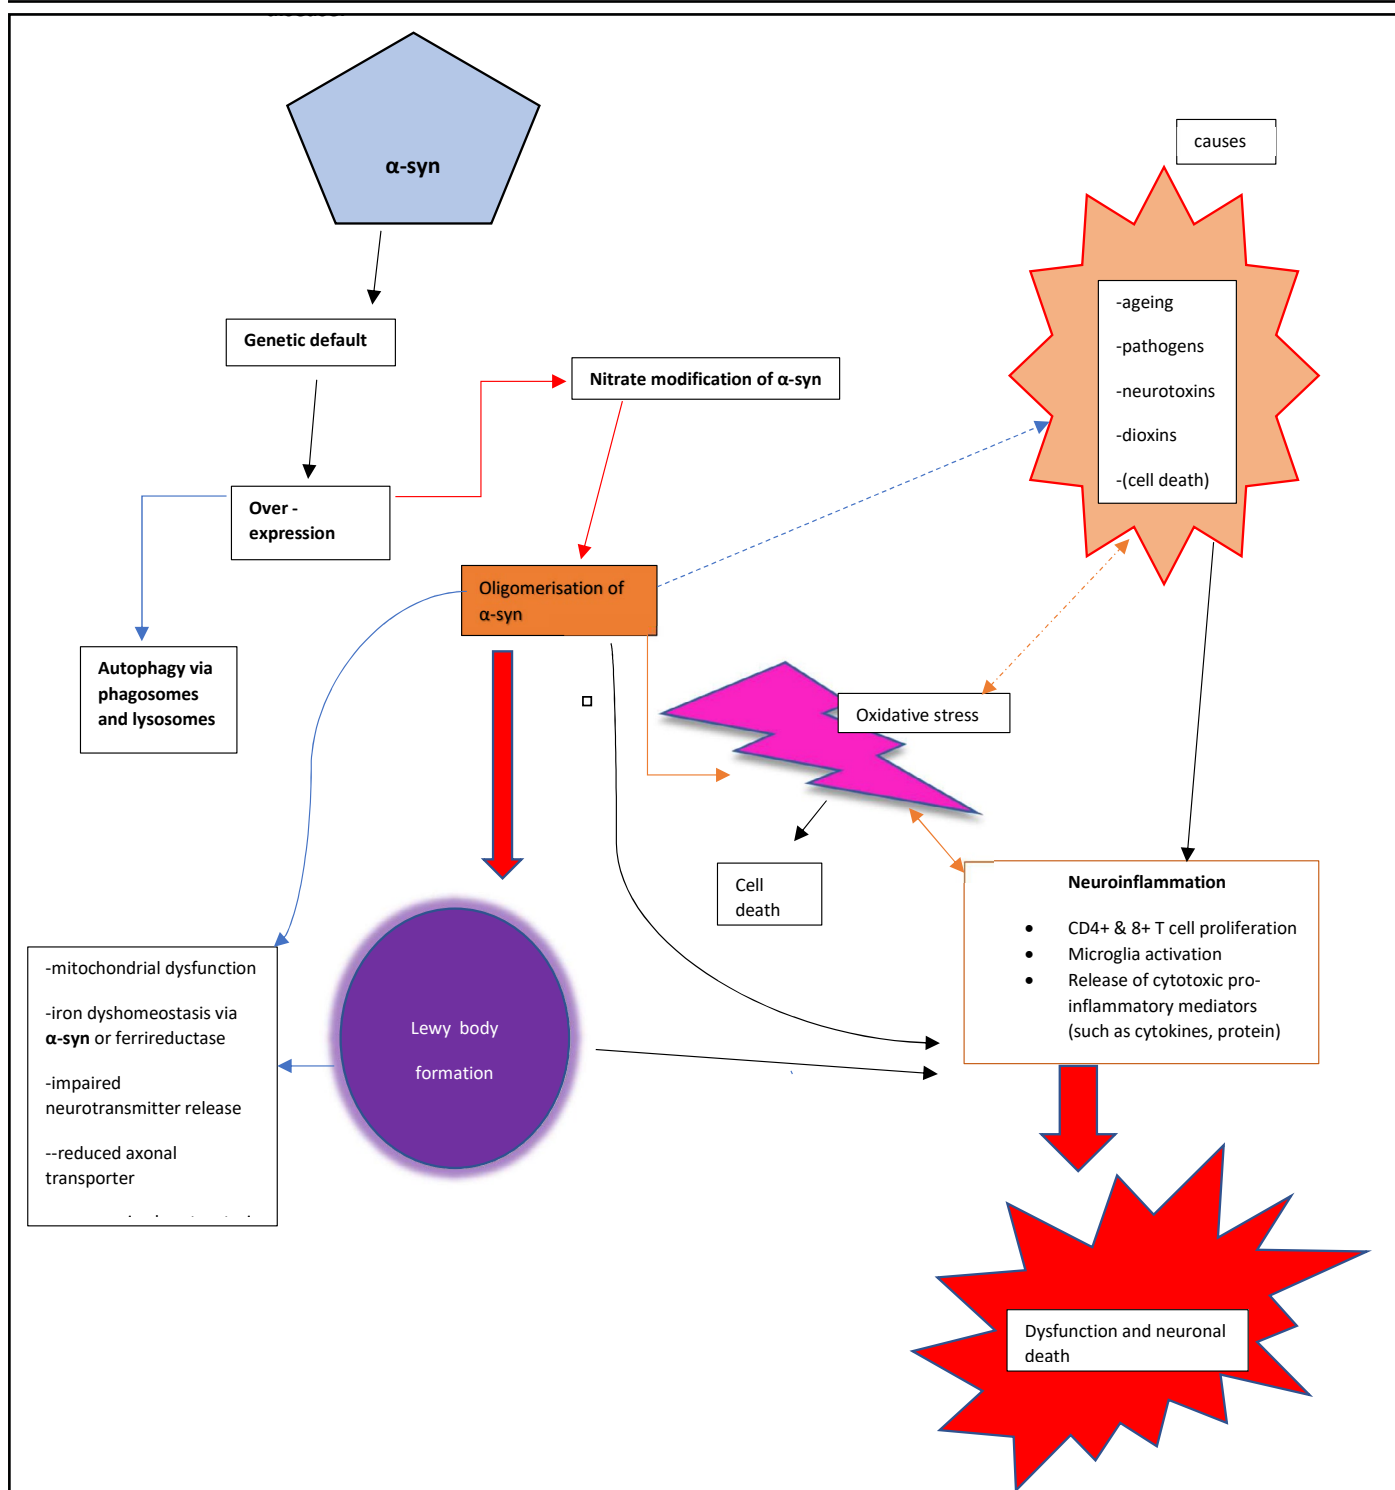 α-syn
causes
Genetic default
Nitrate modification of α-syn
-ageing
-pathogens
-neurotoxins
-dioxins
-(cell death)
Over -
expression
Oligomerisation of
α-syn
Autophagy via
phagosomes
and lysosomes
Oxidative stress
Cell
death
Neuroinflammation
• CD4+ & 8+ T cell proliferation
• Microglia activation
• Release of cytotoxic pro-
inflammatory mediators
(such as cytokines, protein)
-mitochondrial dysfunction
-iron dyshomeostasis via
α-syn or ferrireductase
-impaired
neurotransmitter release
--reduced axonal
transporter
Lewy body
formation
Dysfunction and neuronal
death